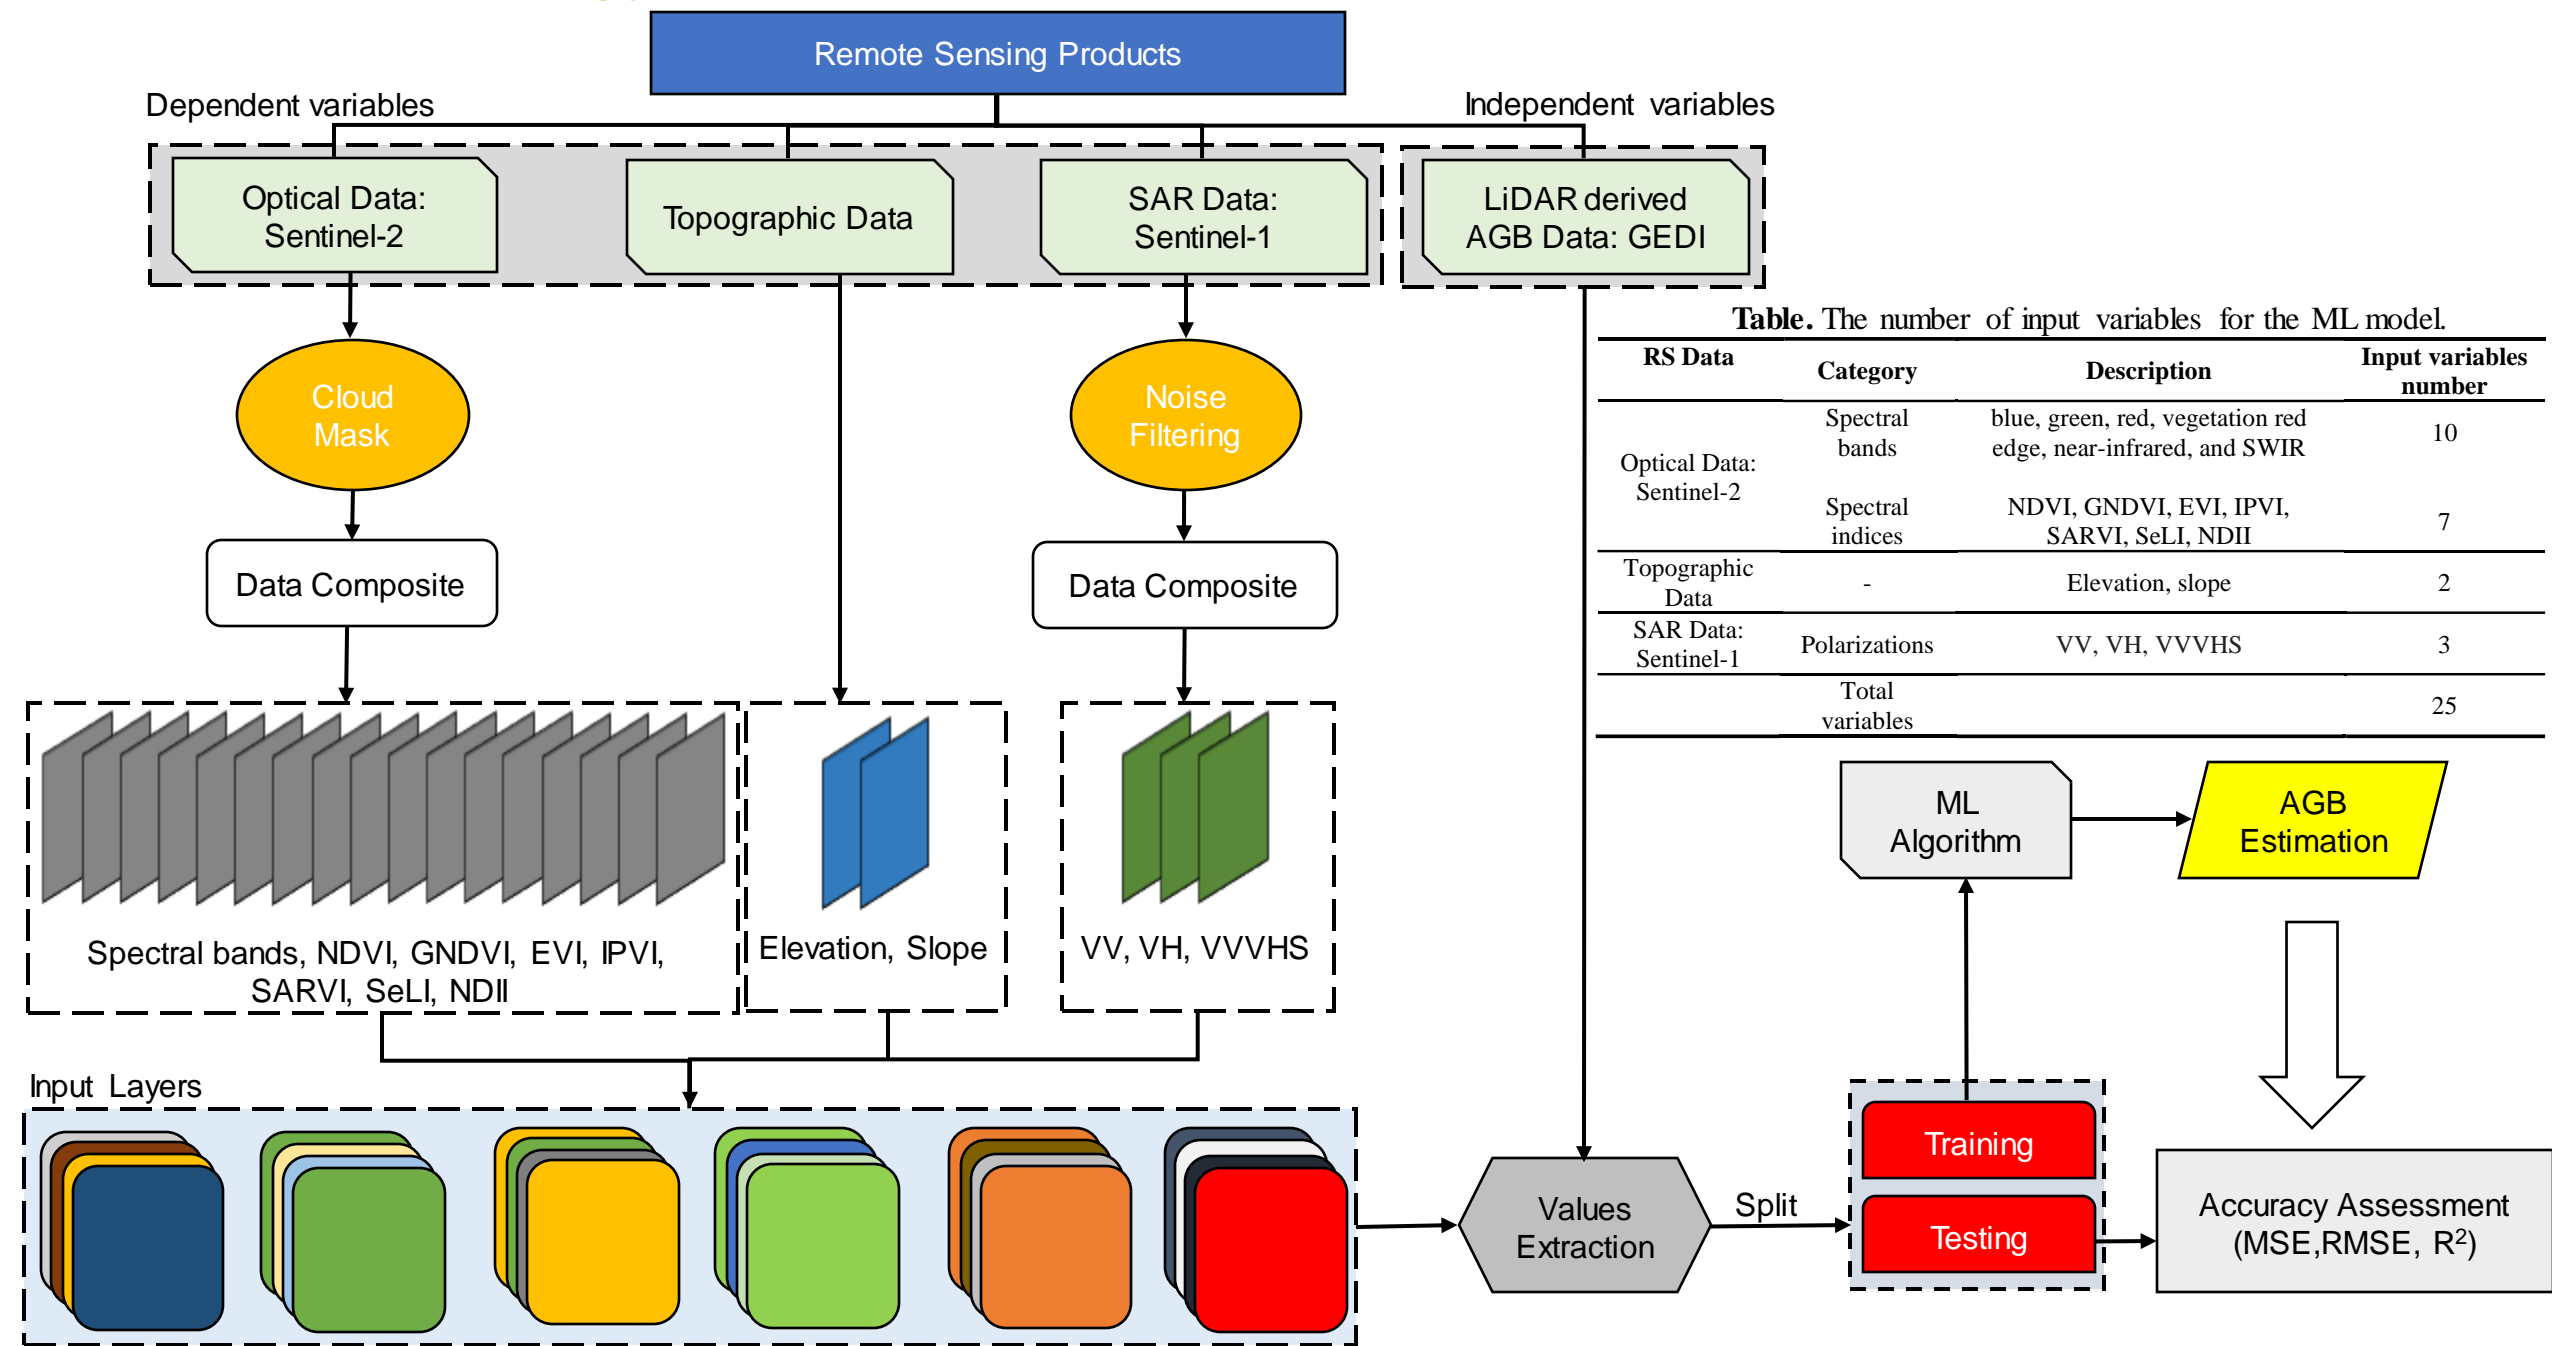 Remote Sensing Products
Dependent variables
Independent variables
Optical Data:
Sentinel-2
Topographic Data
SAR Data:
Sentinel-1
LiDAR derived
AGB Data: GEDI
Cloud
Mask
Noise
Filtering
Data Composite
Data Composite
Spectral bands, NDVI, GNDVI, EVI, IPVI,
SARVI, SeLI, NDII
Elevation, Slope
VV, VH, VVVHS
Table. The number of input variables for the ML model.
RS Data Category Description Input variables
number
Optical Data:
Sentinel-2
Spectral
bands
blue, green, red, vegetation red
edge, near-infrared, and SWIR
10
Spectral
indices
NDVI, GNDVI, EVI, IPVI,
SARVI, SeLI, NDII
7
Topographic
Data
- Elevation, slope 2
SAR Data:
Sentinel-1
Polarizations VV, VH, VVVHS 3
Total
variables
25
ML
Algorithm
AGB
Estimation
Input Layers
Values
Extraction
Split
Training
Testing
Accuracy Assessment
(MSE,RMSE, R²)